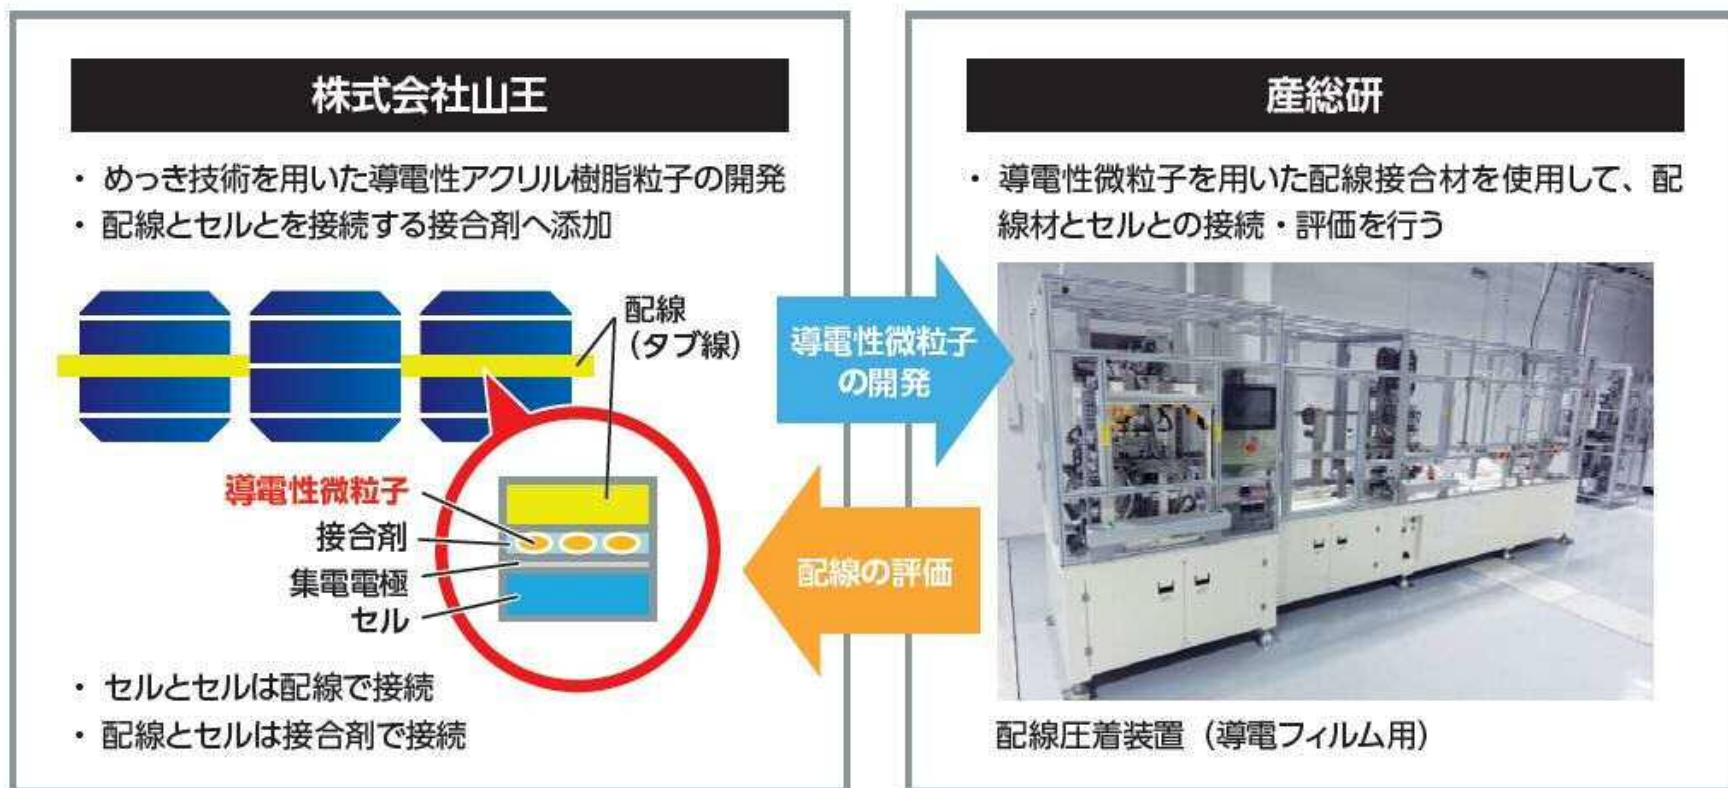 株式会社山王
・ めっき技術を用いた導電性アクリル樹脂粒子の開発
・ 配線とセルとを接続する接合剤へ添加
配線
（タブ線）
導電性微粒子
接合剤
集電電極
セル
・ セルとセルは配線で接続
・ 配線とセルは接合剤で接続
導電性微粒子
の開発
配線の評価
産総研
・ 導電性微粒子を用いた配線接合材を使用して、配
線材とセルとの接続・評価を行う
配線圧着装置（導電フィルム用）